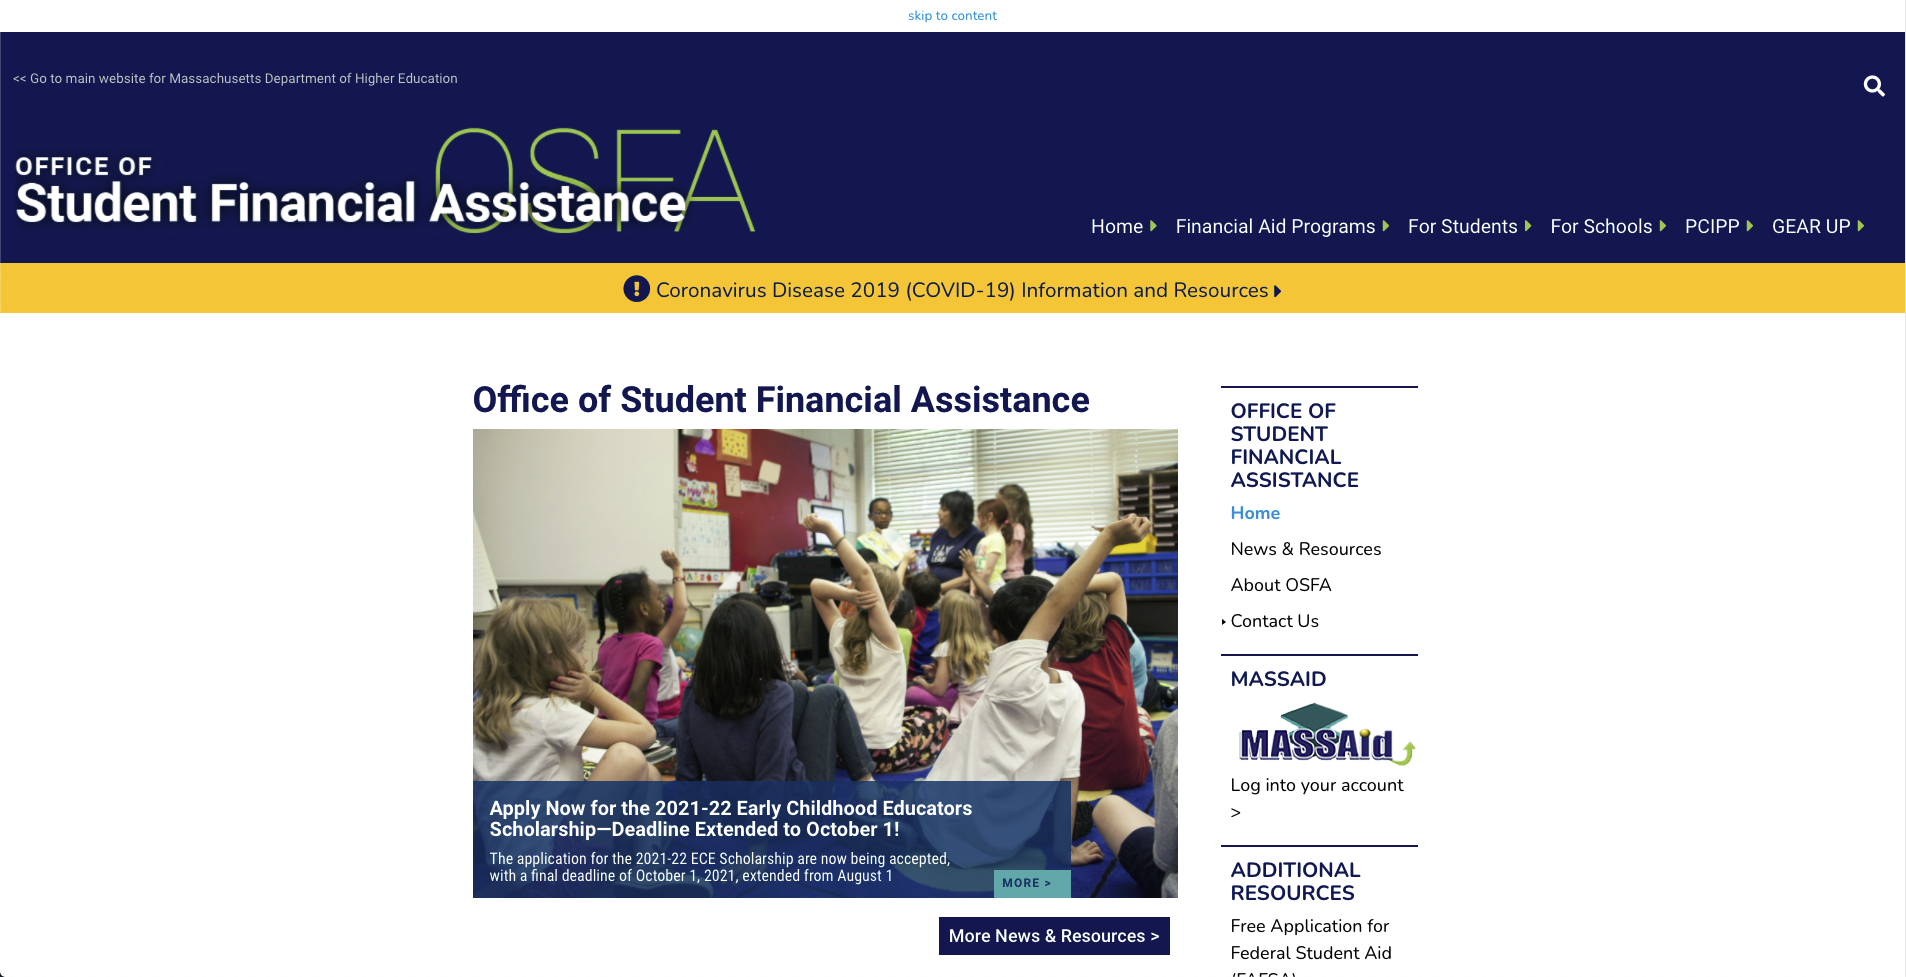 skip to content
<< Go to main website for Massachusetts Department of Higher Education
OSFA
OFFICE OF
Student Financial Assistance
Home
Financial Aid Programs
For Students
For Schools
PCIPP
GEAR UP
Coronavirus Disease 2019 (COVID-19) Information and Resources
Office of Student Financial Assistance
Apply Now for the 2021-22 Early Childhood Educators
Scholarship—Deadline Extended to October 1!
The application for the 2021-22 ECE Scholarship are now being accepted,
with a final deadline of October 1, 2021, extended from August 1
MORE >
More News & Resources >
OFFICE OF
STUDENT
FINANCIAL
ASSISTANCE
Home
News & Resources
About OSFA
Contact Us
MASSAID
MASSAid
Log into your account
>
ADDITIONAL
RESOURCES
Free Application for
Federal Student Aid
(FAFSA)